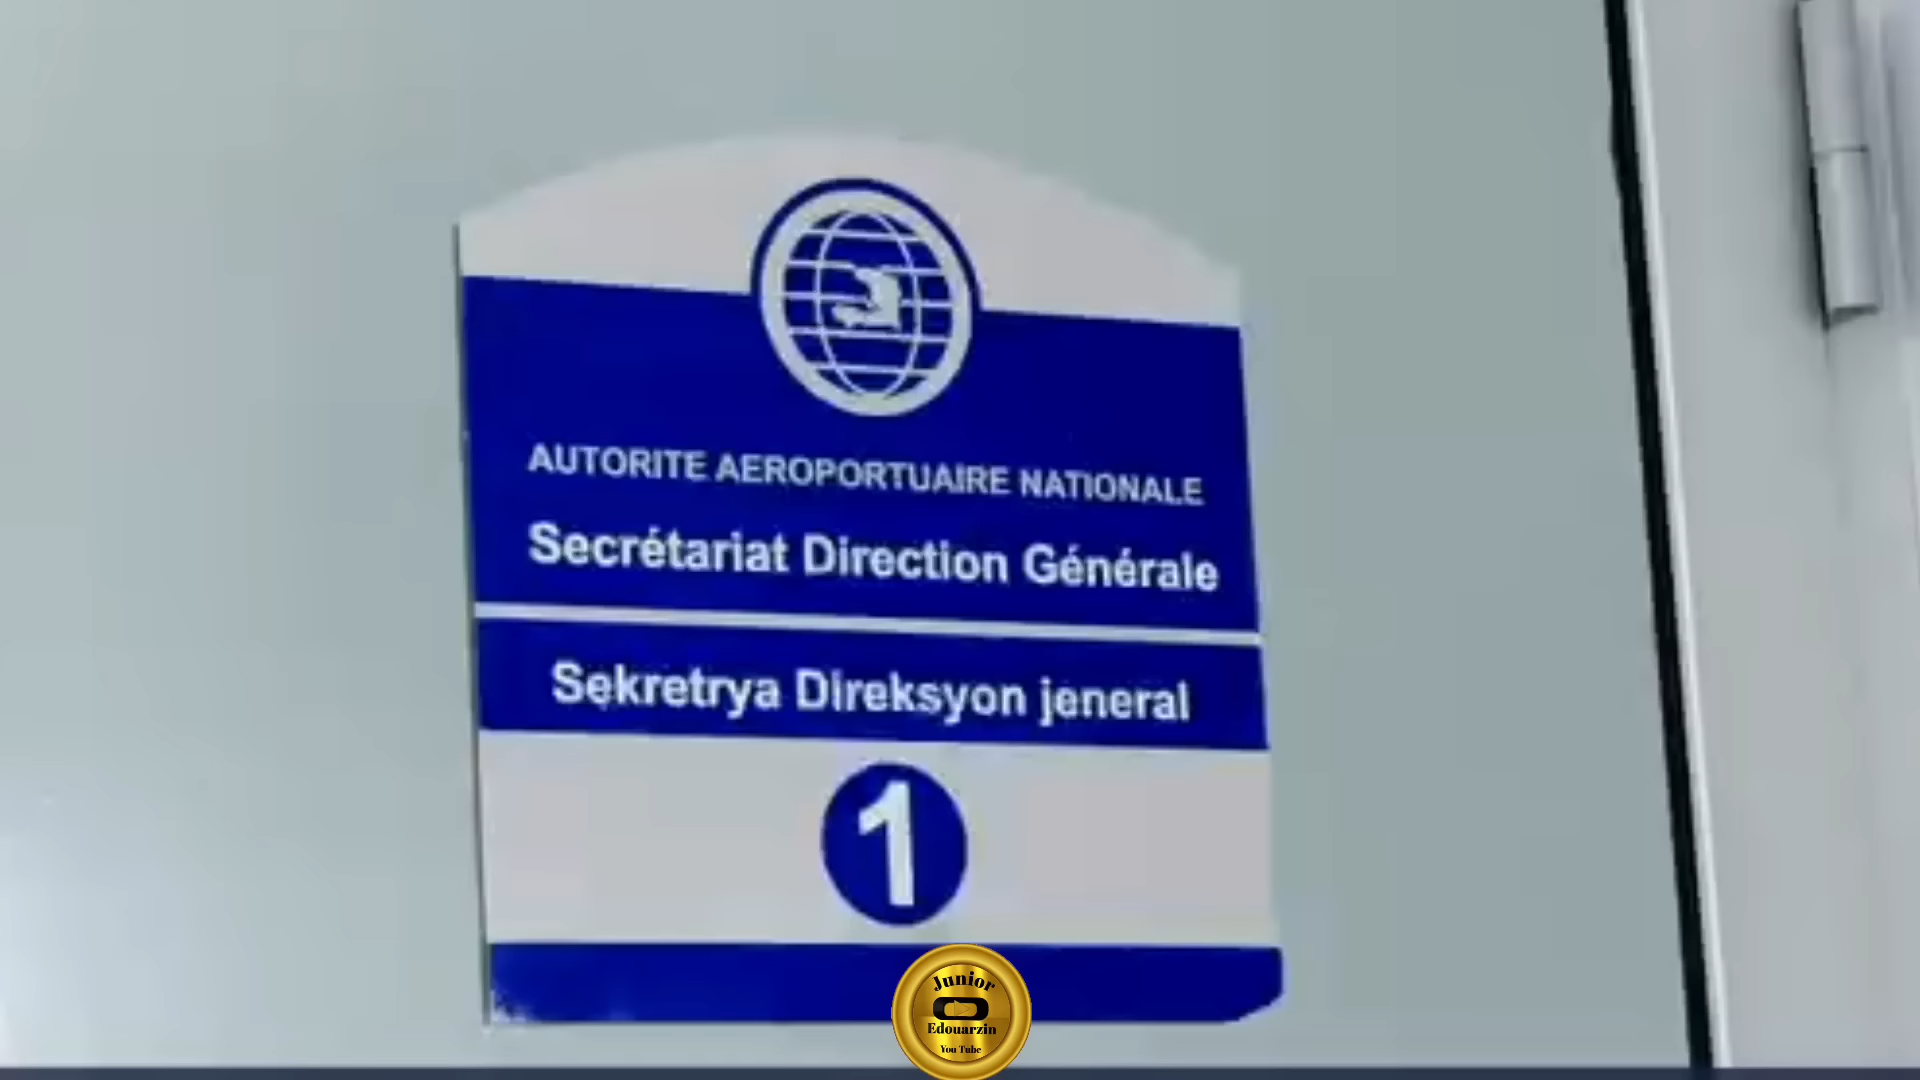 AUTORITE AEROPORTUAIRE NATIONALE
Secrétariat Direction Générale
Sekretrya Direksyon jeneral
1
Junior
Edouarzin
You Tube